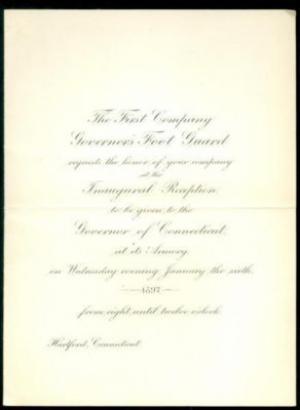 The First Company
Governor's Foot Guard
requests the honor of your company
at the
Inaugural Reception,
to be given to the
Governor of Connecticut,
at its Armory,
on Wednesday evening, January the sixth,
1897
from eight until twelve o'clock.
Hartford, Connecticut.